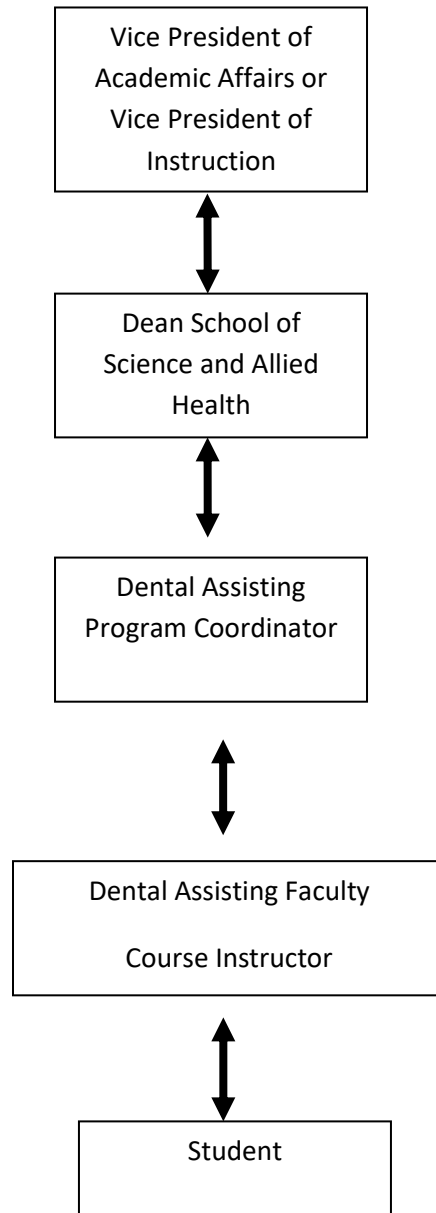 Vice President of
Academic Affairs or
Vice President of
Instruction
Dean School of
Science and Allied
Health
Dental Assisting
Program Coordinator
Dental Assisting Faculty
Course Instructor
Student